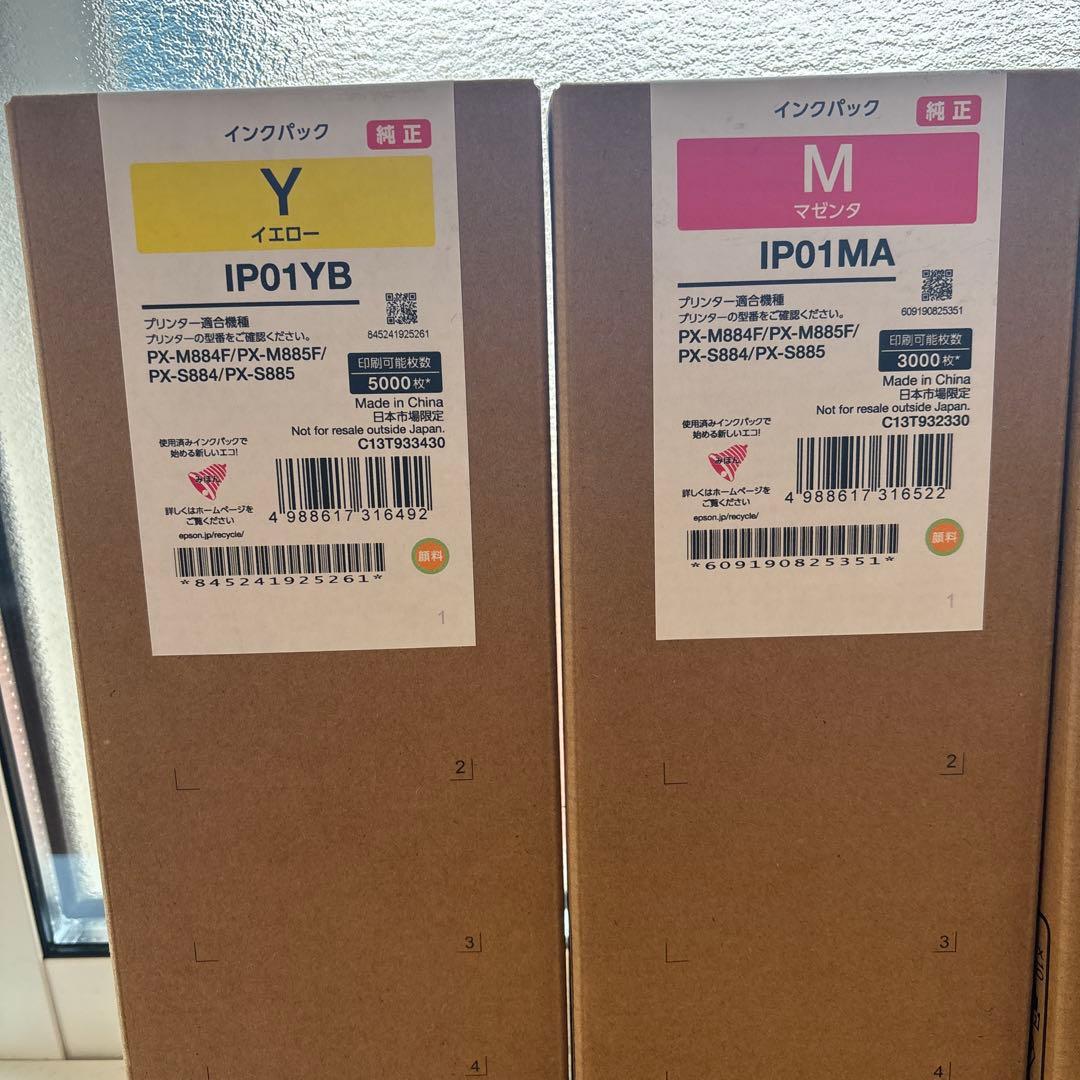 インクパック 純正
Y
イエロー
IP01YB
プリンター適合機種
プリンターの型番をご確認ください。
845241925261
PX-M884F/PX-M885F/
PX-S884/PX-S885
印刷可能枚数
5000枚*
Made in China
日本市場限定
Not for resale outside Japan.
C13T933430
使用済みインクパックで
始める新しいエコ!
みほん
詳しくはホームページを
ご覧ください
epson.jp/recycle/
4 988617 316492
*845241925261*
顔料
1
2
3
4
インクパック 純正
M
マゼンタ
IP01MA
プリンター適合機種
プリンターの型番をご確認ください。
609190825351
PX-M884F/PX-M885F/
PX-S884/PX-S885
印刷可能枚数
3000枚*
Made in China
日本市場限定
Not for resale outside Japan.
C13T932330
使用済みインクパックで
始める新しいエコ!
みほん
詳しくはホームページを
ご覧ください
epson.jp/recycle/
4 988617 316522
*609190825351*
顔料
1
2
3
4